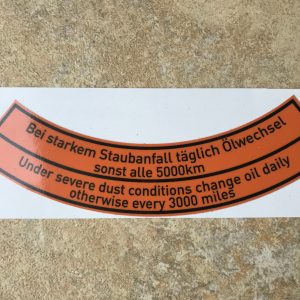 Bei starkem Staubanfall täglich Ölwechsel
sonst alle 5000km
Under severe dust conditions change oil daily
otherwise every 3000 miles